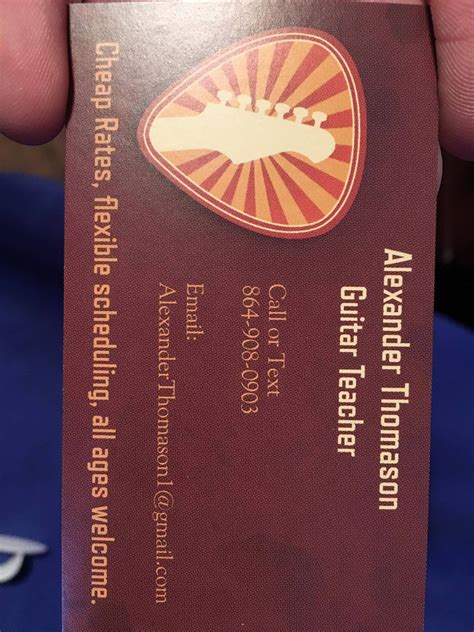 Alexander Thomason
Guitar Teacher
Call or Text
864-908-0903
Email:
AlexanderThomason1@gmail.com
Cheap Rates, flexible scheduling, all ages welcome.